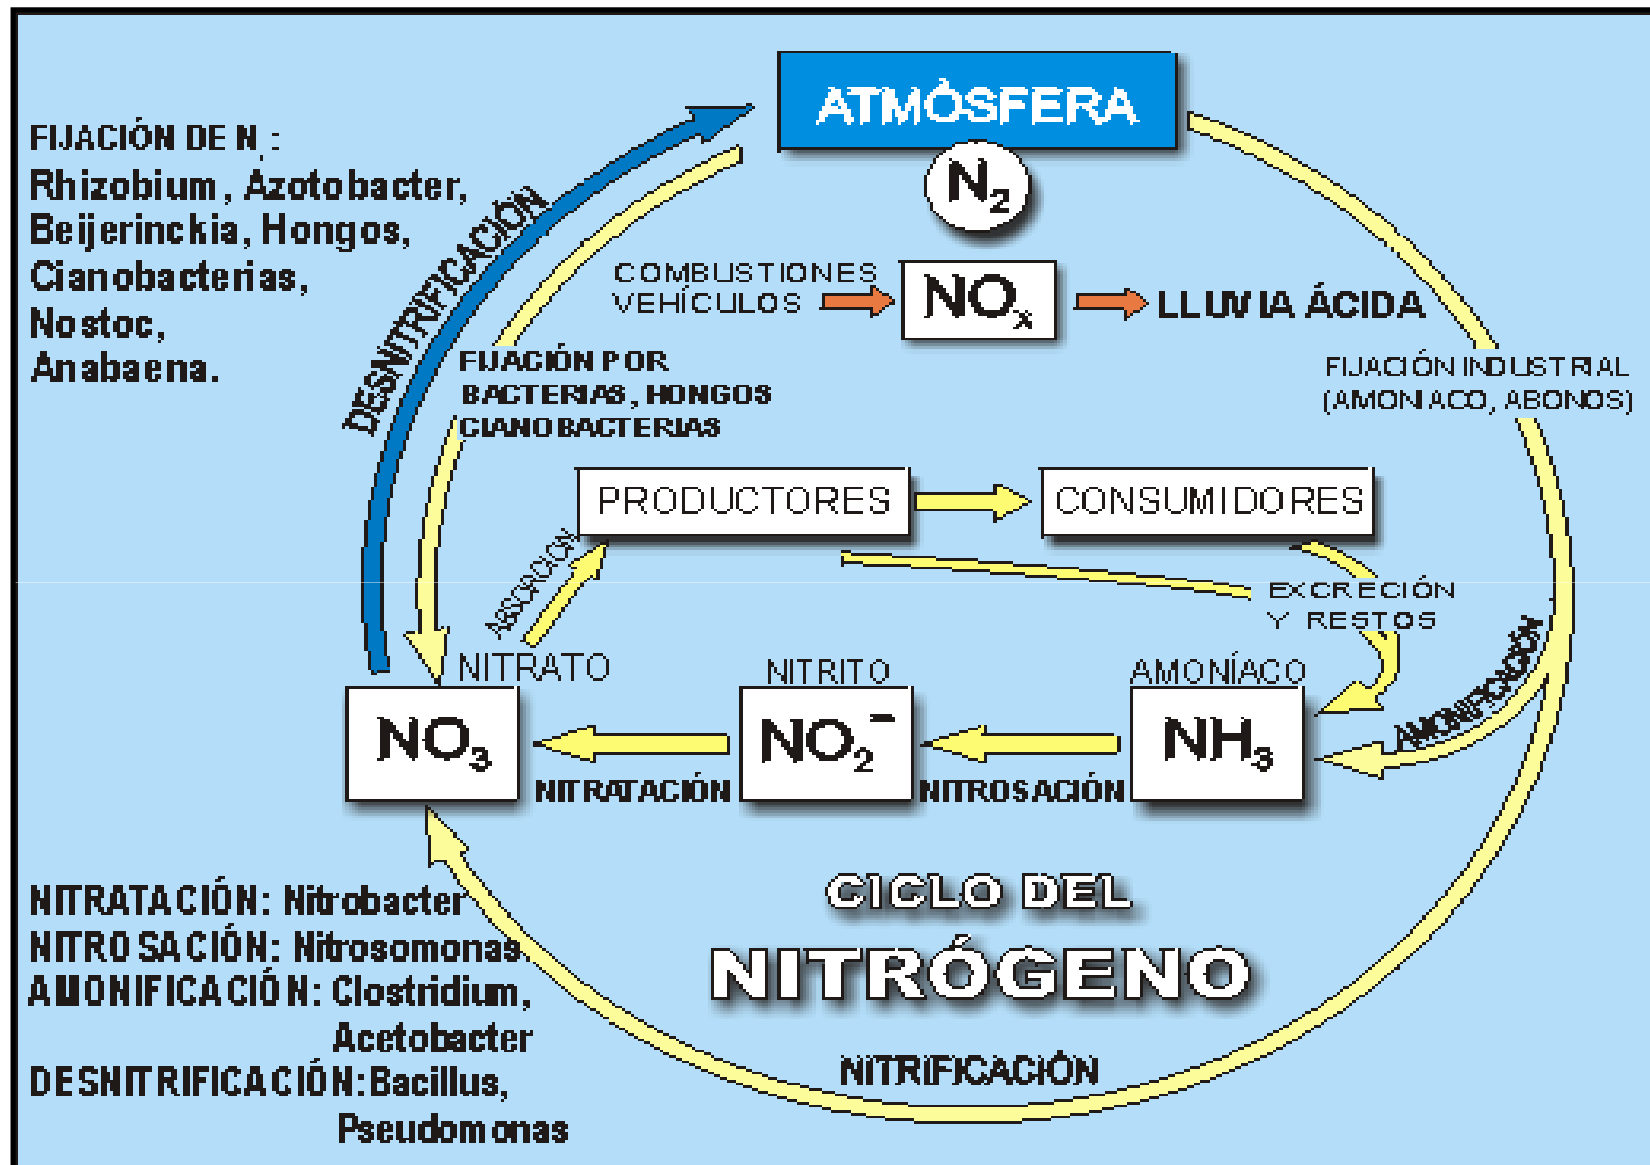 ATMÓSFERA
N2
FIJACIÓN DE N :
Rhizobium, Azotobacter,
Beijerinckia, Hongos,
Cianobacterias,
Nostoc,
Anabaena.
DESNITRIFICACIÓN
COMBUSTIONES
VEHÍCULOS
NOx
LLUVIA ÁCIDA
FIJACIÓN POR
BACTERIAS, HONGOS
CIANOBACTERIAS
FIJACIÓN INDUSTRIAL
(AMONIACO, ABONOS)
PRODUCTORES
CONSUMIDORES
ABSORCION
EXCRECIÓN
Y RESTOS
AMONIFICACIÓN
NITRATO
NITRITO
AMONÍACO
NO3
NO2-
NH3
NITRATACIÓN
NITROSACIÓN
CICLO DEL
NITRÓGENO
NITRIFICACIÓN
NITRATACIÓN: Nitrobacter
NITROSACIÓN: Nitrosomonas.
AMONIFICACIÓN: Clostridium,
Acetobacter
DESNITRIFICACIÓN:Bacillus,
Pseudomonas